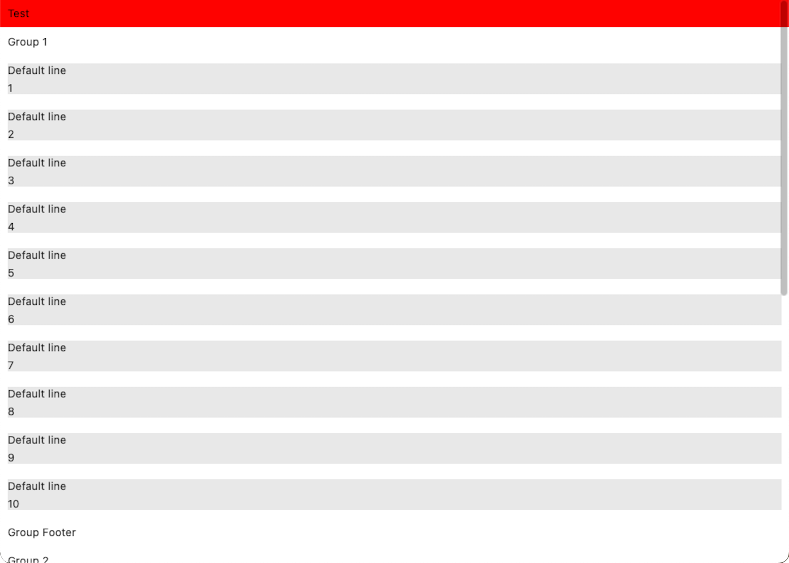 Test
Group 1
Default line
1
Default line
2
Default line
3
Default line
4
Default line
5
Default line
6
Default line
7
Default line
8
Default line
9
Default line
10
Group Footer
Group 2